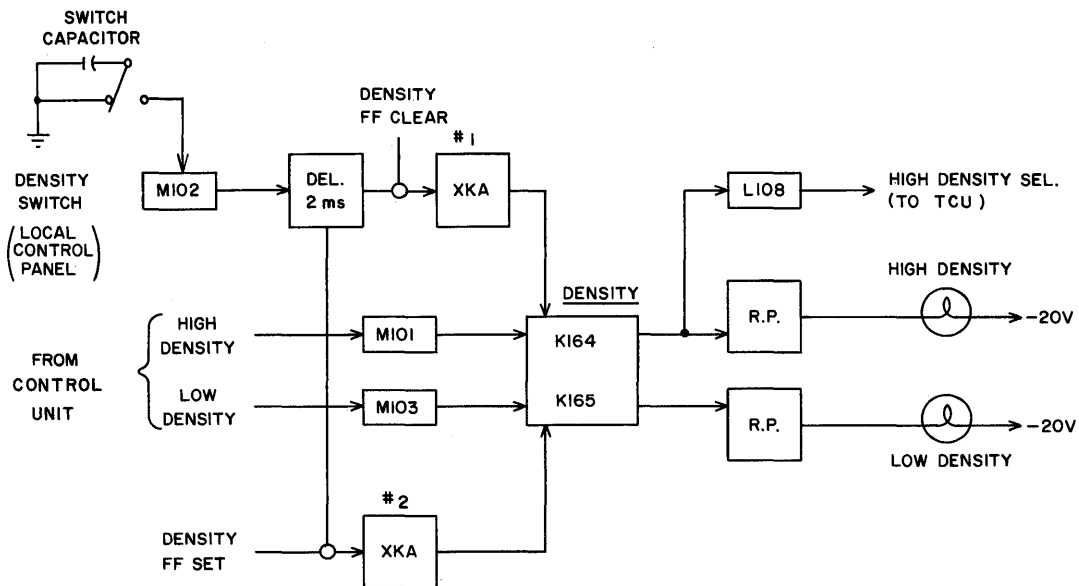 SWITCH
CAPACITOR
DENSITY
FF CLEAR
#1
M102
DEL.
2 ms
XKA
L108
HIGH DENSITY SEL.
(TO TCU)
DENSITY
SWITCH
(LOCAL
CONTROL
PANEL)
HIGH DENSITY
DENSITY
R.P.
-20V
HIGH
DENSITY
M101
K164
FROM
CONTROL
UNIT
LOW
DENSITY
M103
K165
R.P.
-20V
LOW DENSITY
#2
DENSITY
FF SET
XKA